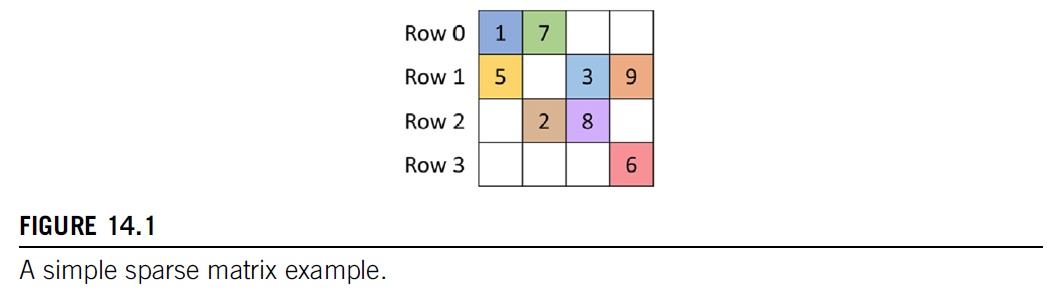 Row 0 1 7
Row 1 5 3 9
Row 2 2 8
Row 3 6
FIGURE 14.1
A simple sparse matrix example.